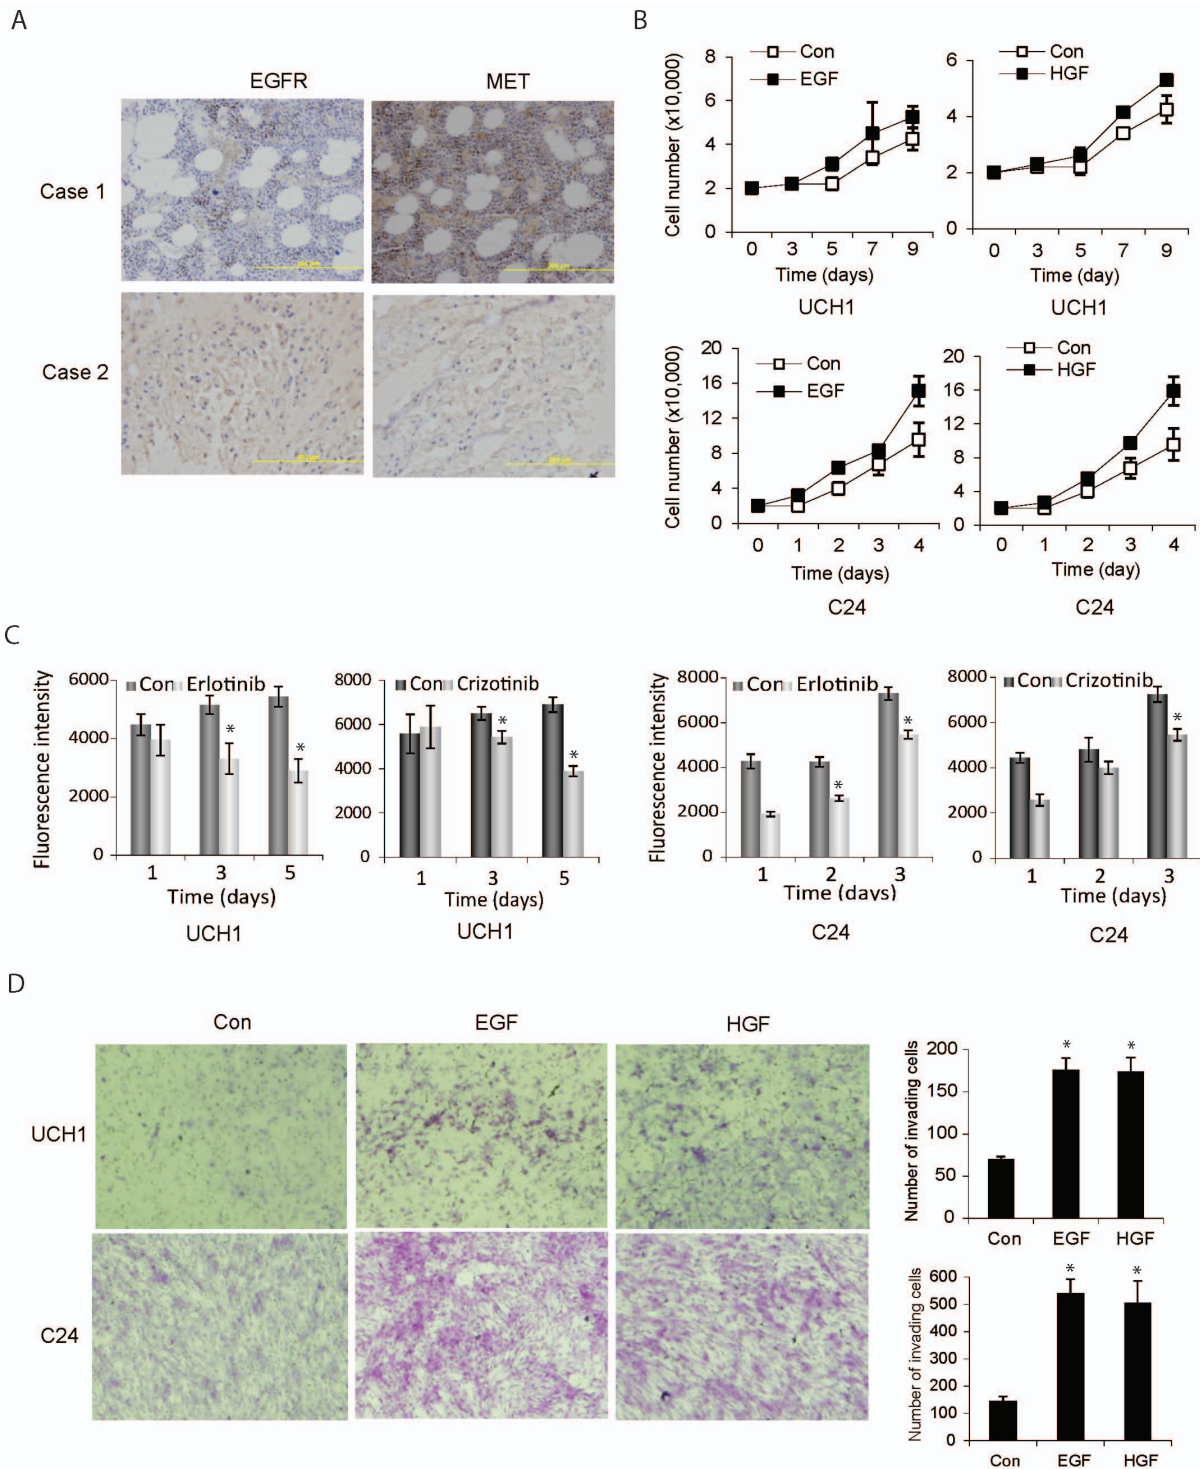 A
EGFR MET
Case 1
Case 2
B
Con
EGF
Cell number (x10,000)
8
6
4
2
0
0 3 5 7 9
Time (days)
UCH1
Con
HGF
6
4
2
0
0 3 5 7 9
Time (day)
UCH1
Con
EGF
Cell number (x10,000)
20
16
12
8
4
0
0 1 2 3 4
Time (days)
C24
Con
HGF
20
16
12
8
4
0
0 1 2 3 4
Time (day)
C24
C
Fluorescence intensity
Con Erlotinib
6000
4000
2000
0
* *
1 3 5
Time (days)
UCH1
Con Crizotinib
8000
6000
4000
2000
0
* *
1 3 5
Time (days)
UCH1
Fluorescence intensity
Con Erlotinib
8000
6000
4000
2000
0
* *
1 2 3
Time (days)
C24
Con Crizotinib
8000
6000
4000
2000
0
*
1 2 3
Time (days)
C24
D
Con EGF HGF
UCH1
C24
Number of invading cells
200
150
100
50
0
* *
Con EGF HGF
Number of invading cells
600
500
400
300
200
100
0
* *
Con EGF HGF